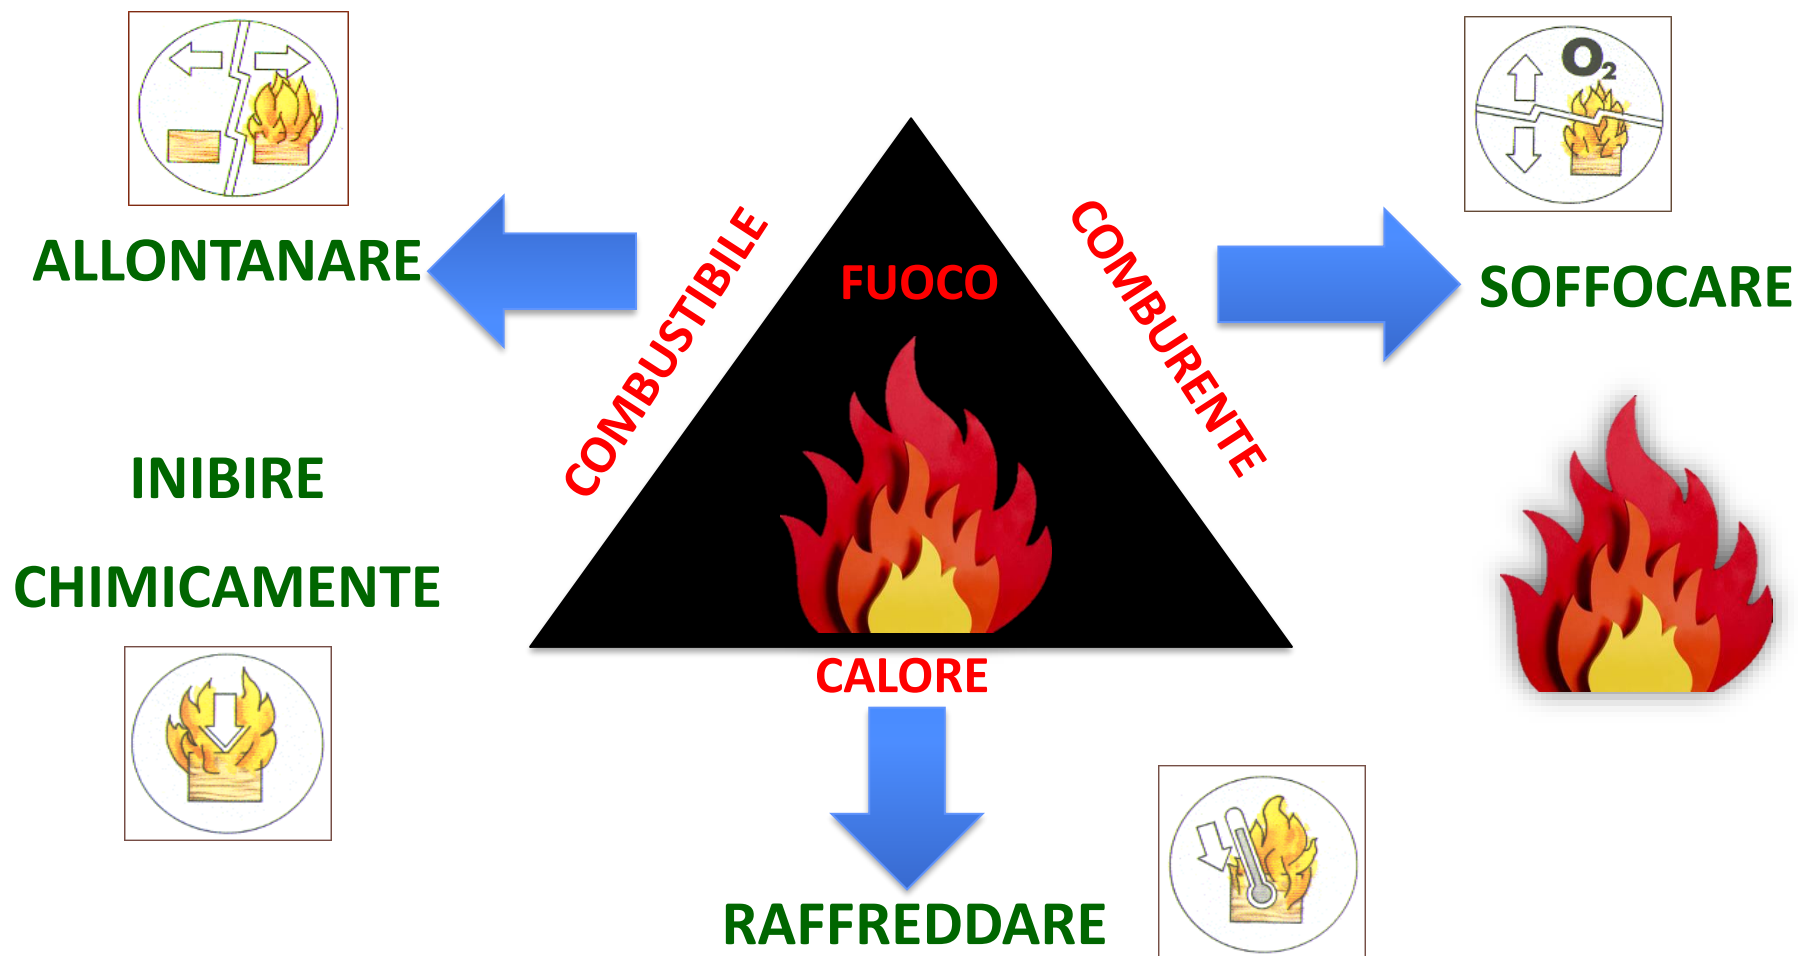 O2
ALLONTANARE
COMBUSTIBILE
FUOCO
COMBURENTE
SOFFOCARE
INIBIRE
CHIMICAMENTE
CALORE
RAFFREDDARE